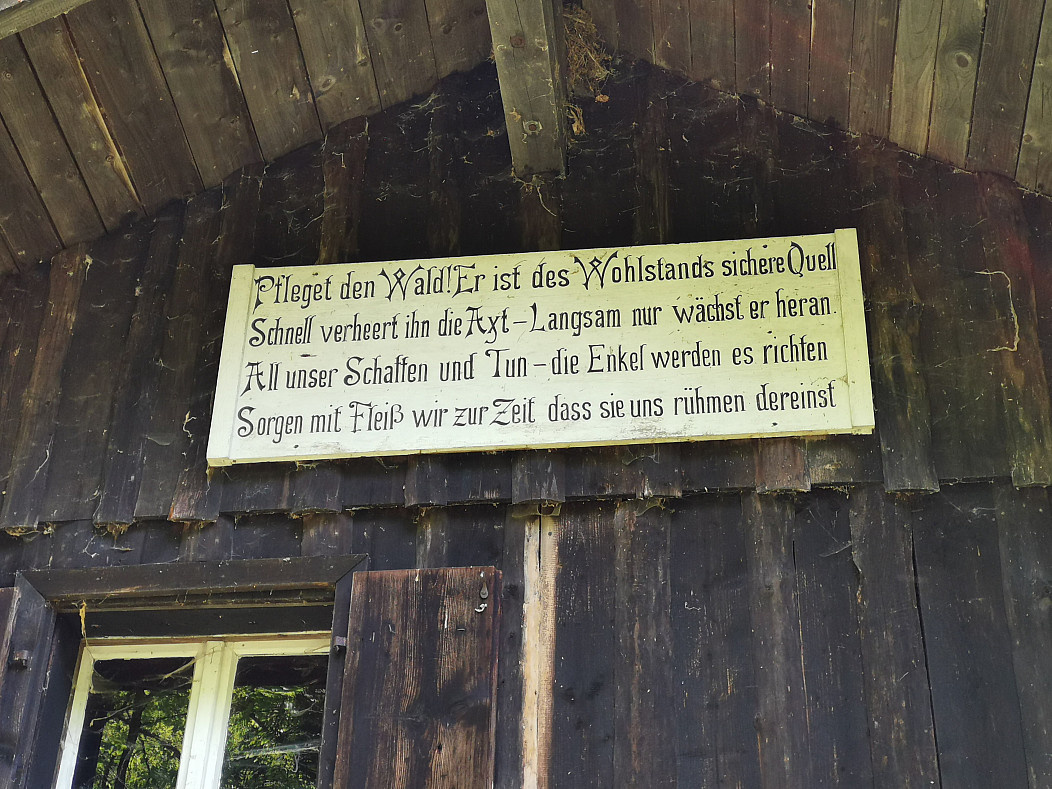 Pfleget den Wald! Er ist des Wohlstands sichere Quell
Schnell verheert ihn die Axt – Langsam nur wächst er heran.
All unser Schaffen und Tun – die Enkel werden es richten
Sorgen mit Fleiß wir zur Zeit dass sie uns rühmen dereinst